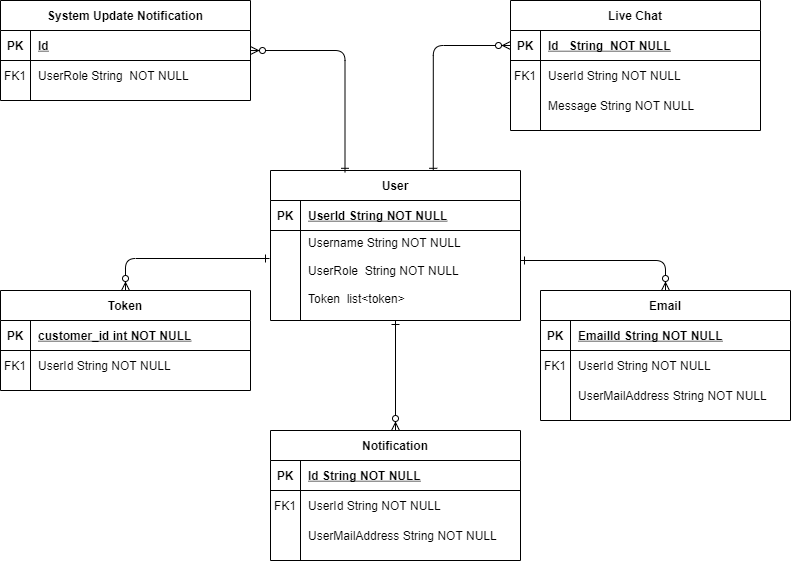 System Update Notification
PK Id
FK1 UserRole String  NOT NULL
Live Chat
PK Id   String  NOT NULL
FK1 UserId String NOT NULL
Message String NOT NULL
User
PK UserId String NOT NULL
Username String NOT NULL
UserRole  String NOT NULL
Token  list<token>
Token
PK customer_id int NOT NULL
FK1 UserId String NOT NULL
Email
PK EmailId String NOT NULL
FK1 UserId String NOT NULL
UserMailAddress String NOT NULL
Notification
PK Id String NOT NULL
FK1 UserId String NOT NULL
UserMailAddress String NOT NULL